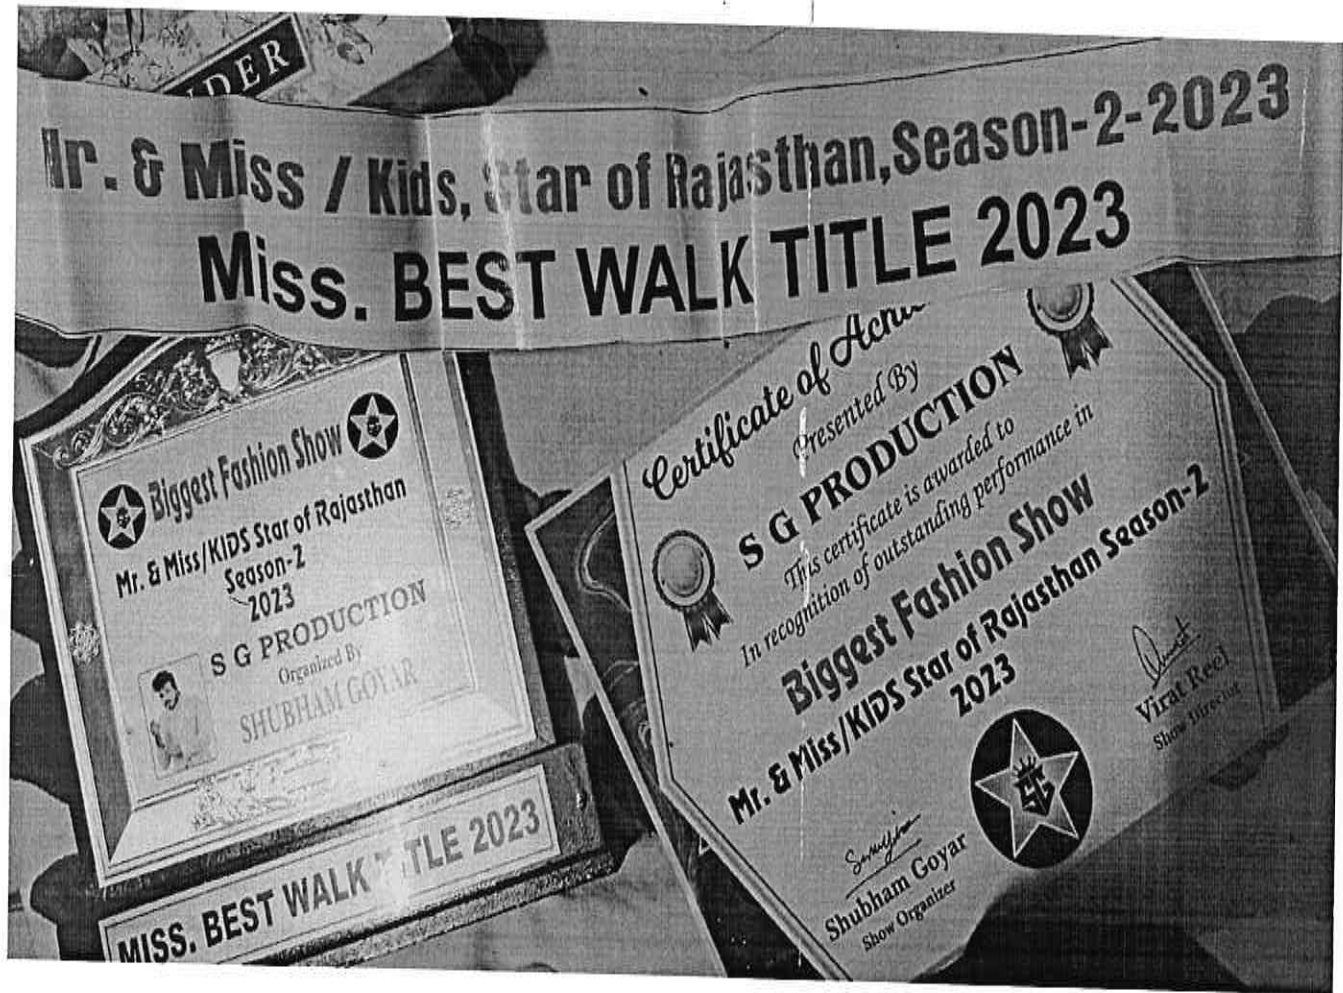 Mr. & Miss / Kids, Star of Rajasthan,Season-2-2023
Miss. BEST WALK TITLE 2023
Biggest Fashion Show
Mr. & Miss/KIDS Star of Rajasthan
Season-2
2023
S G PRODUCTION
Organized By
SHUBHAM GOYAR
MISS. BEST WALK TITLE 2023
Certificate of
Presented By
S G PRODUCTION
This certificate is awarded to
In recognition of outstanding performance in
Biggest Fashion Show
Mr. & Miss/KIDS Star of Rajasthan Season-2
2023
Virat Reel
Show Director
SG
Shubham Goyar
Show Organizer